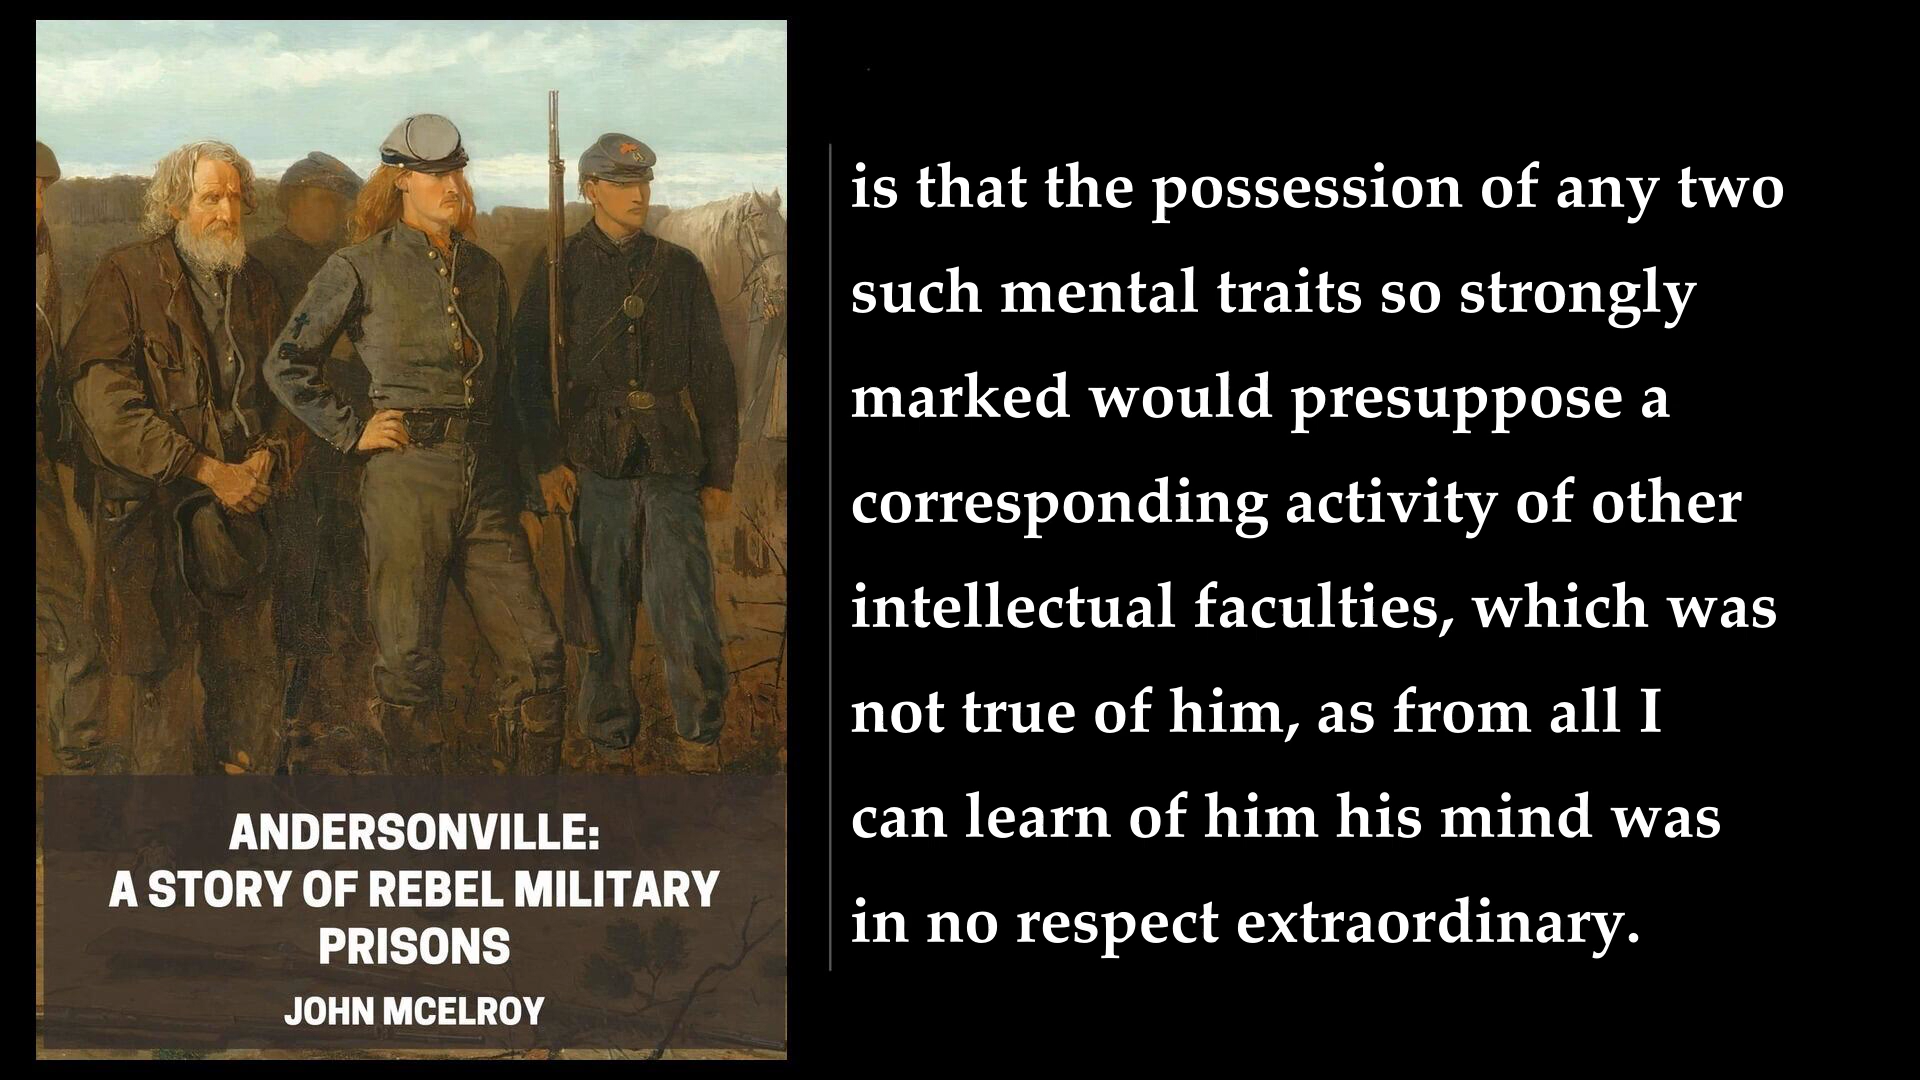 ANDERSONVILLE:
A STORY OF REBEL MILITARY
PRISONS
JOHN MCELROY
is that the possession of any two
such mental traits so strongly
marked would presuppose a
corresponding activity of other
intellectual faculties, which was
not true of him, as from all I
can learn of him his mind was
in no respect extraordinary.